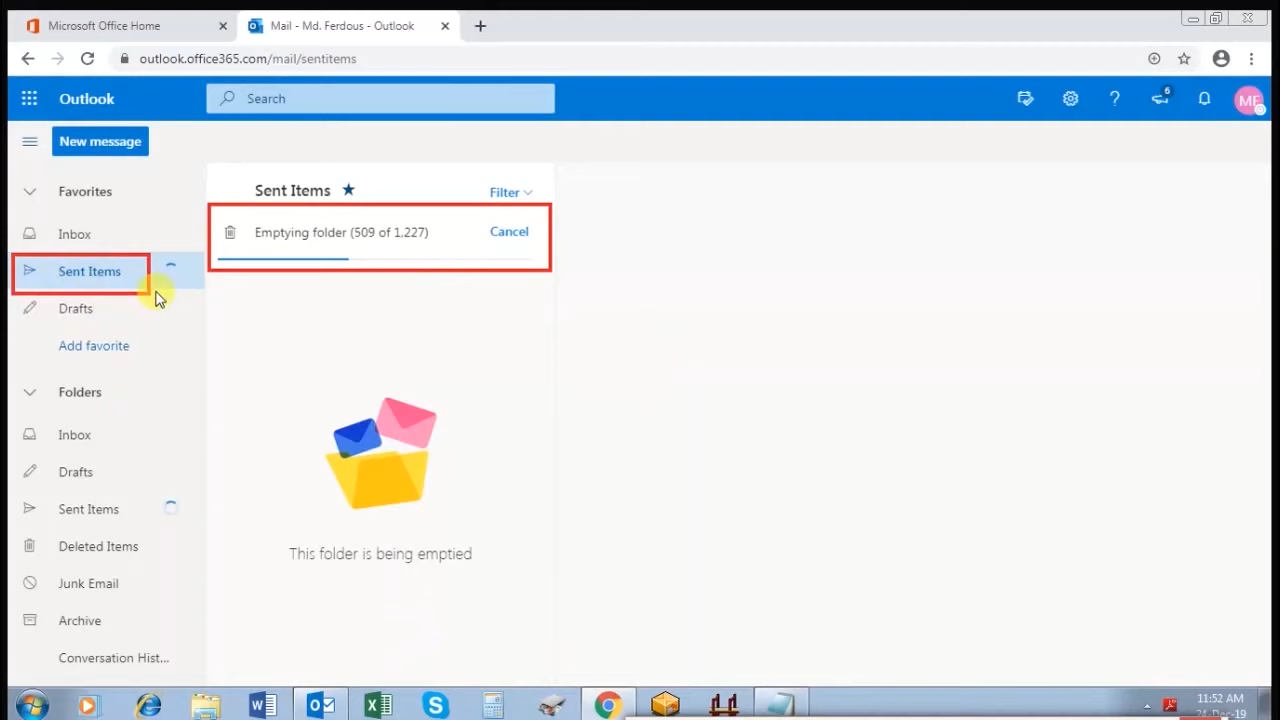 Microsoft Office Home
Mail - Md. Ferdous - Outlook
outlook.office365.com/mail/sentitems
Outlook
Search
6
MF
New message
Favorites
Inbox
Sent Items
Drafts
Add favorite
Folders
Inbox
Drafts
Sent Items
Deleted Items
Junk Email
Archive
Conversation Hist...
Sent Items
Filter
Emptying folder (509 of 1,227)
Cancel
This folder is being emptied
11:52 AM